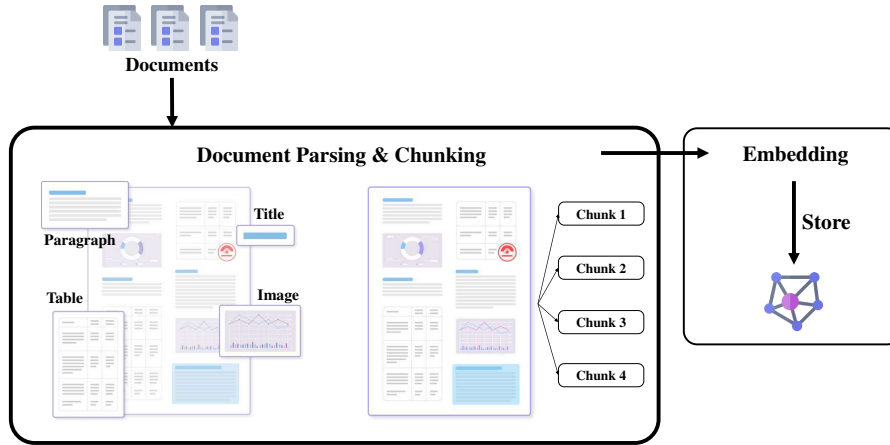 Documents
Document Parsing & Chunking
Embedding
Paragraph
Title
Table
Image
Chunk 1
Chunk 2
Chunk 3
Chunk 4
Store